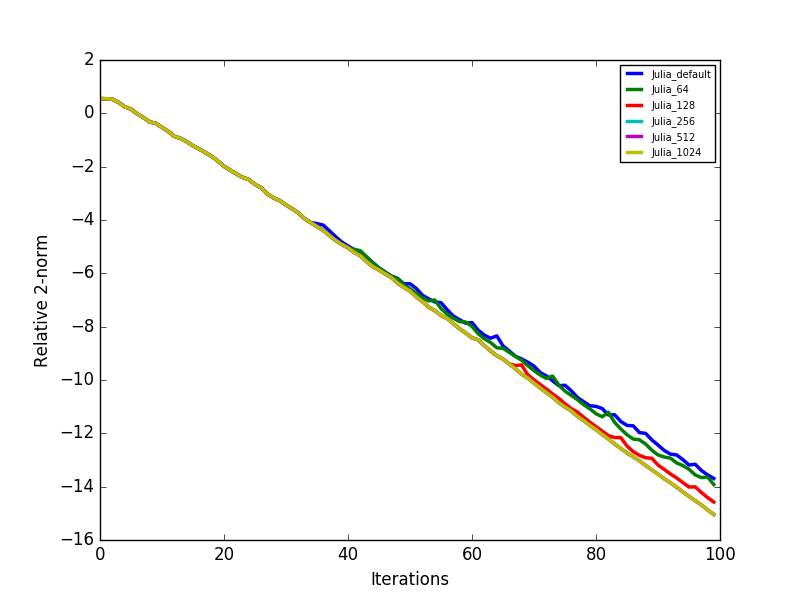 2
0
−2
−4
−6
−8
−10
−12
−14
−16
0 20 40 60 80 100
Relative 2-norm
Iterations
Julia_default
Julia_64
Julia_128
Julia_256
Julia_512
Julia_1024